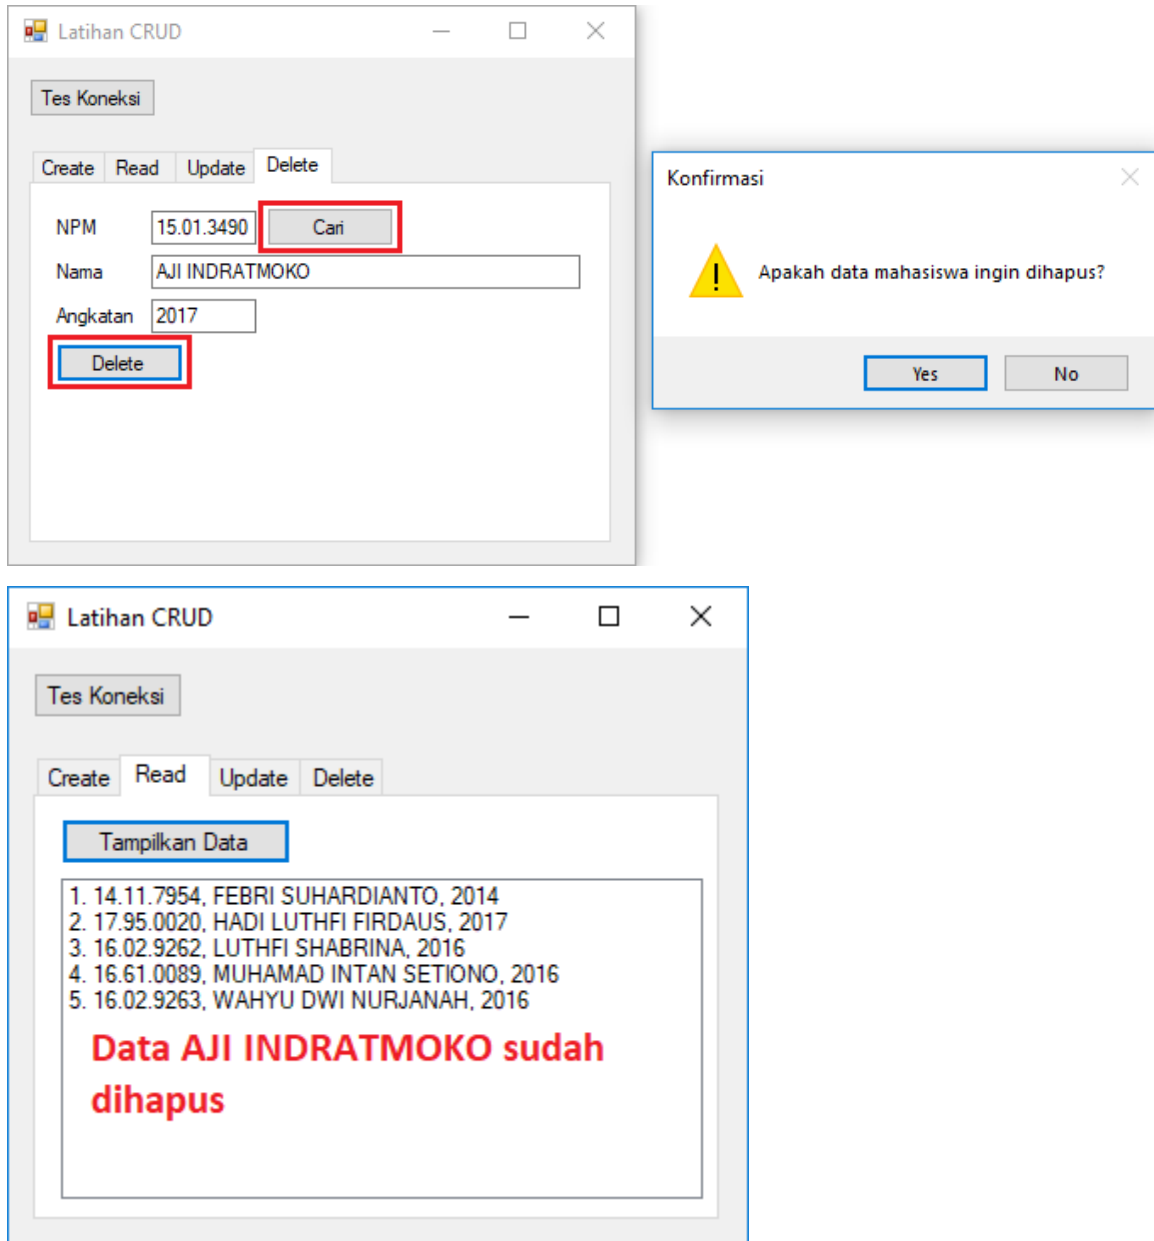 Latihan CRUD
Tes Koneksi
Create Read Update Delete
NPM 15.01.3490 Cari
Nama AJI INDRATMOKO
Angkatan 2017
Delete
Konfirmasi
Apakah data mahasiswa ingin dihapus?
Yes No
Latihan CRUD
Tes Koneksi
Create Read Update Delete
Tampilkan Data
1. 14.11.7954, FEBRI SUHARDIANTO, 2014
2. 17.95.0020, HADI LUTHFI FIRDAUS, 2017
3. 16.02.9262, LUTHFI SHABRINA, 2016
4. 16.61.0089, MUHAMAD INTAN SETIONO, 2016
5. 16.02.9263, WAHYU DWI NURJANAH, 2016
Data AJI INDRATMOKO sudah
dihapus